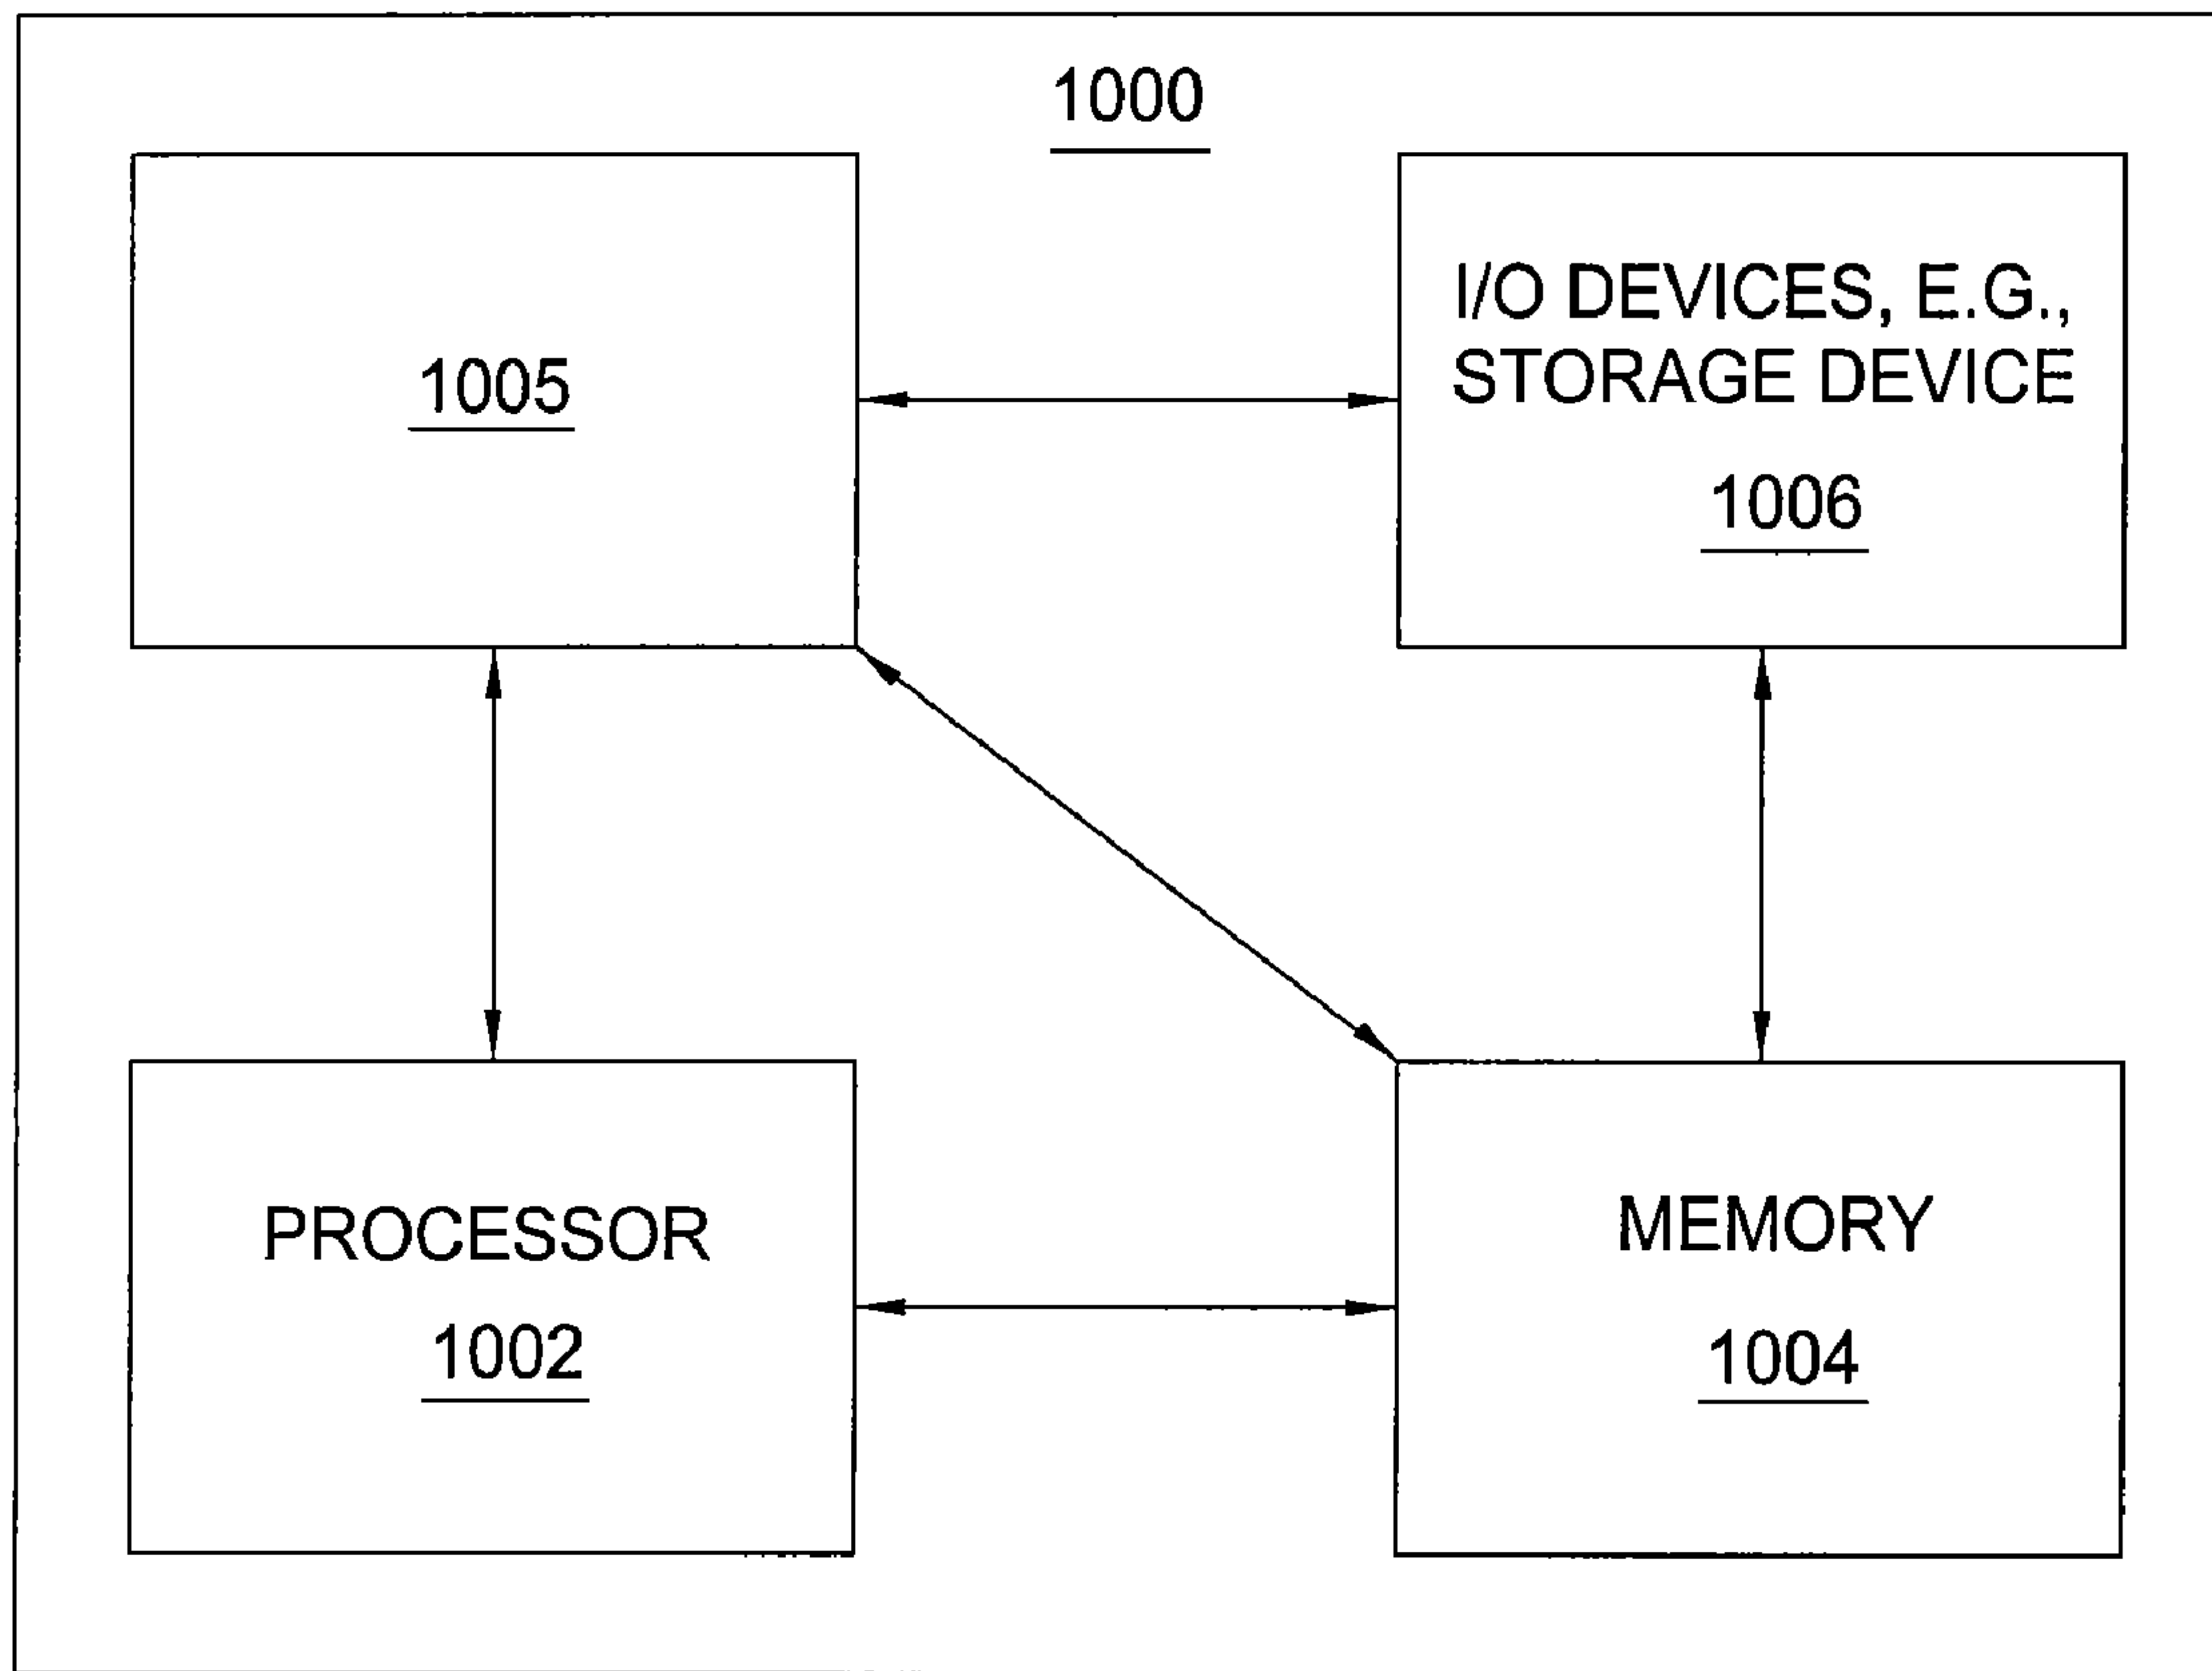 1000
1005
I/O DEVICES, E.G.,
STORAGE DEVICE
1006
PROCESSOR
1002
MEMORY
1004